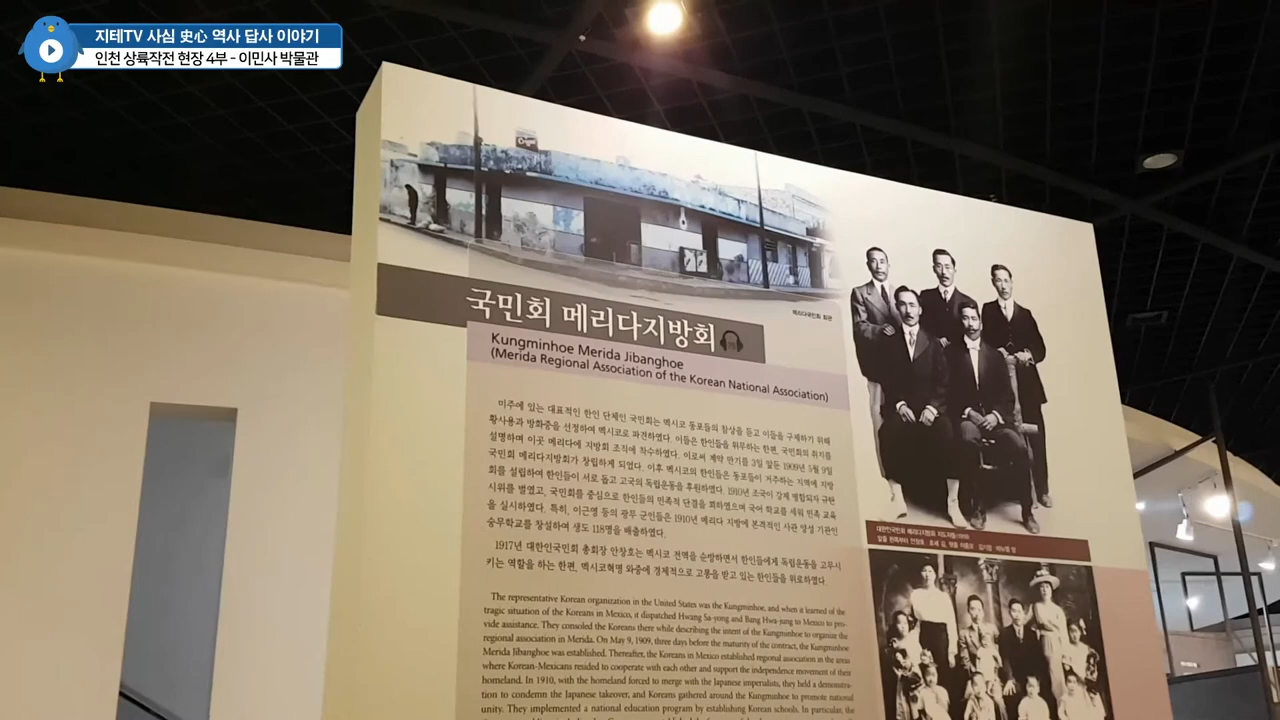 지테TV 사심 史心 역사 답사 이야기
인천 상륙작전 현장 4부 - 이민사 박물관
메리다국민회 회관
국민회 메리다지방회
Kungminhoe Merida Jibanghoe
(Merida Regional Association of the Korean National Association)
미주에 있는 대표적인 한인 단체인 국민회는 멕시코 동포들의 참상을 듣고 이들을 구제하기 위해
황사용과 방화중을 선정하여 멕시코로 파견하였다. 이들은 한인들을 위무하는 한편, 국민회의 취지를
설명하며 이곳 메리다에 지방회 조직에 착수하였다. 이로써 계약 만기를 3일 앞둔 1909년 5월 9일
국민회 메리다지방회가 창립하게 되었다. 이후 멕시코의 한인들은 동포들이 거주하는 지역에 지방
회를 설립하여 한인들이 서로 돕고 고국의 독립운동을 후원하였다. 1910년 조국이 강제 병합되자 규탄
시위를 벌였고, 국민회를 중심으로 한인들의 민족적 단결을 꾀하였으며 국어 학교를 세워 민족 교육
을 실시하였다. 특히, 이근영 등의 광무 군인들은 1910년 메리다 지방에 본격적인 사관 양성 기관인
숭무학교를 창설하여 생도 118명을 배출하였다.
1917년 대한인국민회 총회장 안창호는 멕시코 전역을 순방하면서 한인들에게 독립운동을 고무시
키는 역할을 하는 한편, 멕시코혁명 와중에 경제적으로 고통을 받고 있는 한인들을 위로하였다.
The representative Korean organization in the United States was the Kungminhoe, and when it learned of the
tragic situation of the Koreans in Mexico, it dispatched Hwang Sa-yong and Bang Hwa-jung to Mexico to pro-
vide assistance. They consoled the Koreans there while describing the intent of the Kungminhoe to organize the
regional association in Merida. On May 9, 1909, three days before the maturity of the contract, the Kungminhoe
Merida Jibanghoe was established. Thereafter, the Koreans in Mexico established regional association in the areas
where Korean-Mexicans resided to cooperate with each other and support the independence movement of their
homeland. In 1910, with the homeland forced to merge with the Japanese imperialists, they held a demonstra-
tion to condemn the Japanese takeover, and Koreans gathered around the Kungminhoe to promote national
unity. They implemented a national education program by establishing Korean schools. In particular, the
대한인국민회 메리다지방회 지도자들